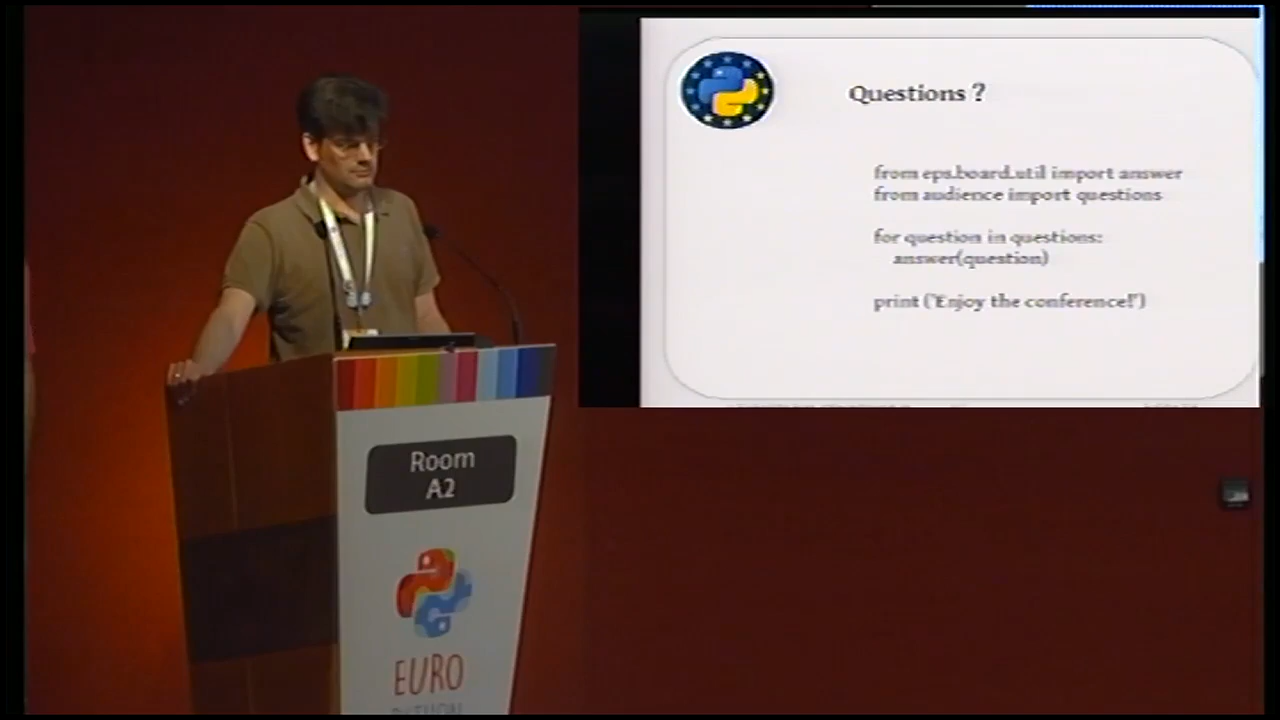 Questions ?
from eps.board.util import answer
from audience import questions
for question in questions:
answer(question)
print ('Enjoy the conference!')
Room
A2
EURO
PYTHON